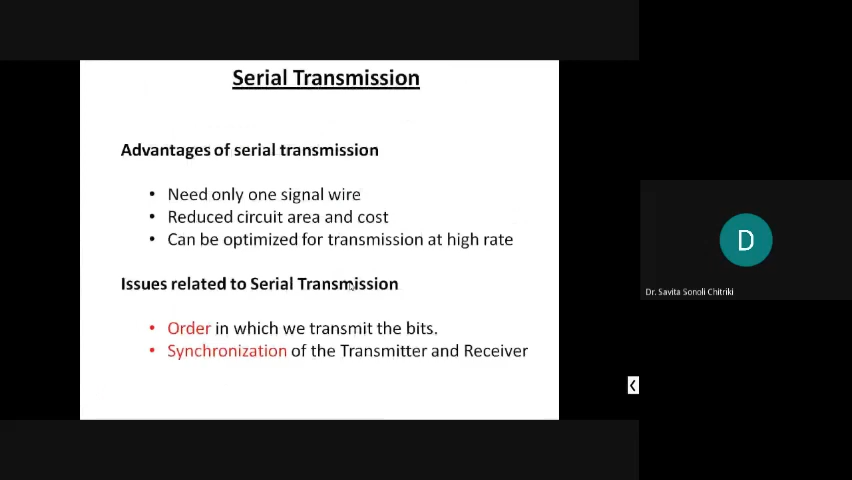 Serial Transmission
Advantages of serial transmission
• Need only one signal wire
• Reduced circuit area and cost
• Can be optimized for transmission at high rate
Issues related to Serial Transmission
• Order in which we transmit the bits.
• Synchronization of the Transmitter and Receiver
D
Dr. Savita Sonoli Chitriki